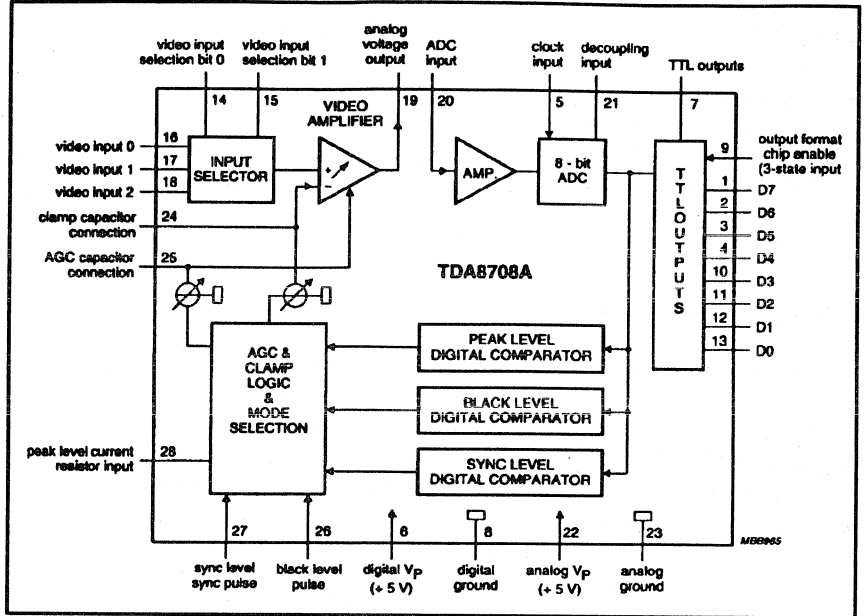 video input
selection bit 0
video input
selection bit 1
analog
voltage
output
ADC
input
clock
input
decoupling
input
TTL outputs
14
15
VIDEO
AMPLIFIER
19
20
5
21
7
video input 0
16
video input 1
17
video input 2
18
INPUT
SELECTOR
+
−
AMP.
8 - bit
ADC
TTL OUTPUTS
9
output format
chip enable
(3-state input
1
D7
2
D6
3
D5
4
D4
10
D3
11
D2
12
D1
13
D0
clamp capacitor
connection
24
AGC capacitor
connection
25
TDA8708A
AGC &
CLAMP
LOGIC
&
MODE
SELECTION
PEAK LEVEL
DIGITAL COMPARATOR
BLACK LEVEL
DIGITAL COMPARATOR
SYNC LEVEL
DIGITAL COMPARATOR
peak level current
resistor input
28
27
26
6
8
22
23
MBB965
sync level
sync pulse
black level
pulse
digital VP
(+ 5 V)
digital
ground
analog VP
(+ 5 V)
analog
ground